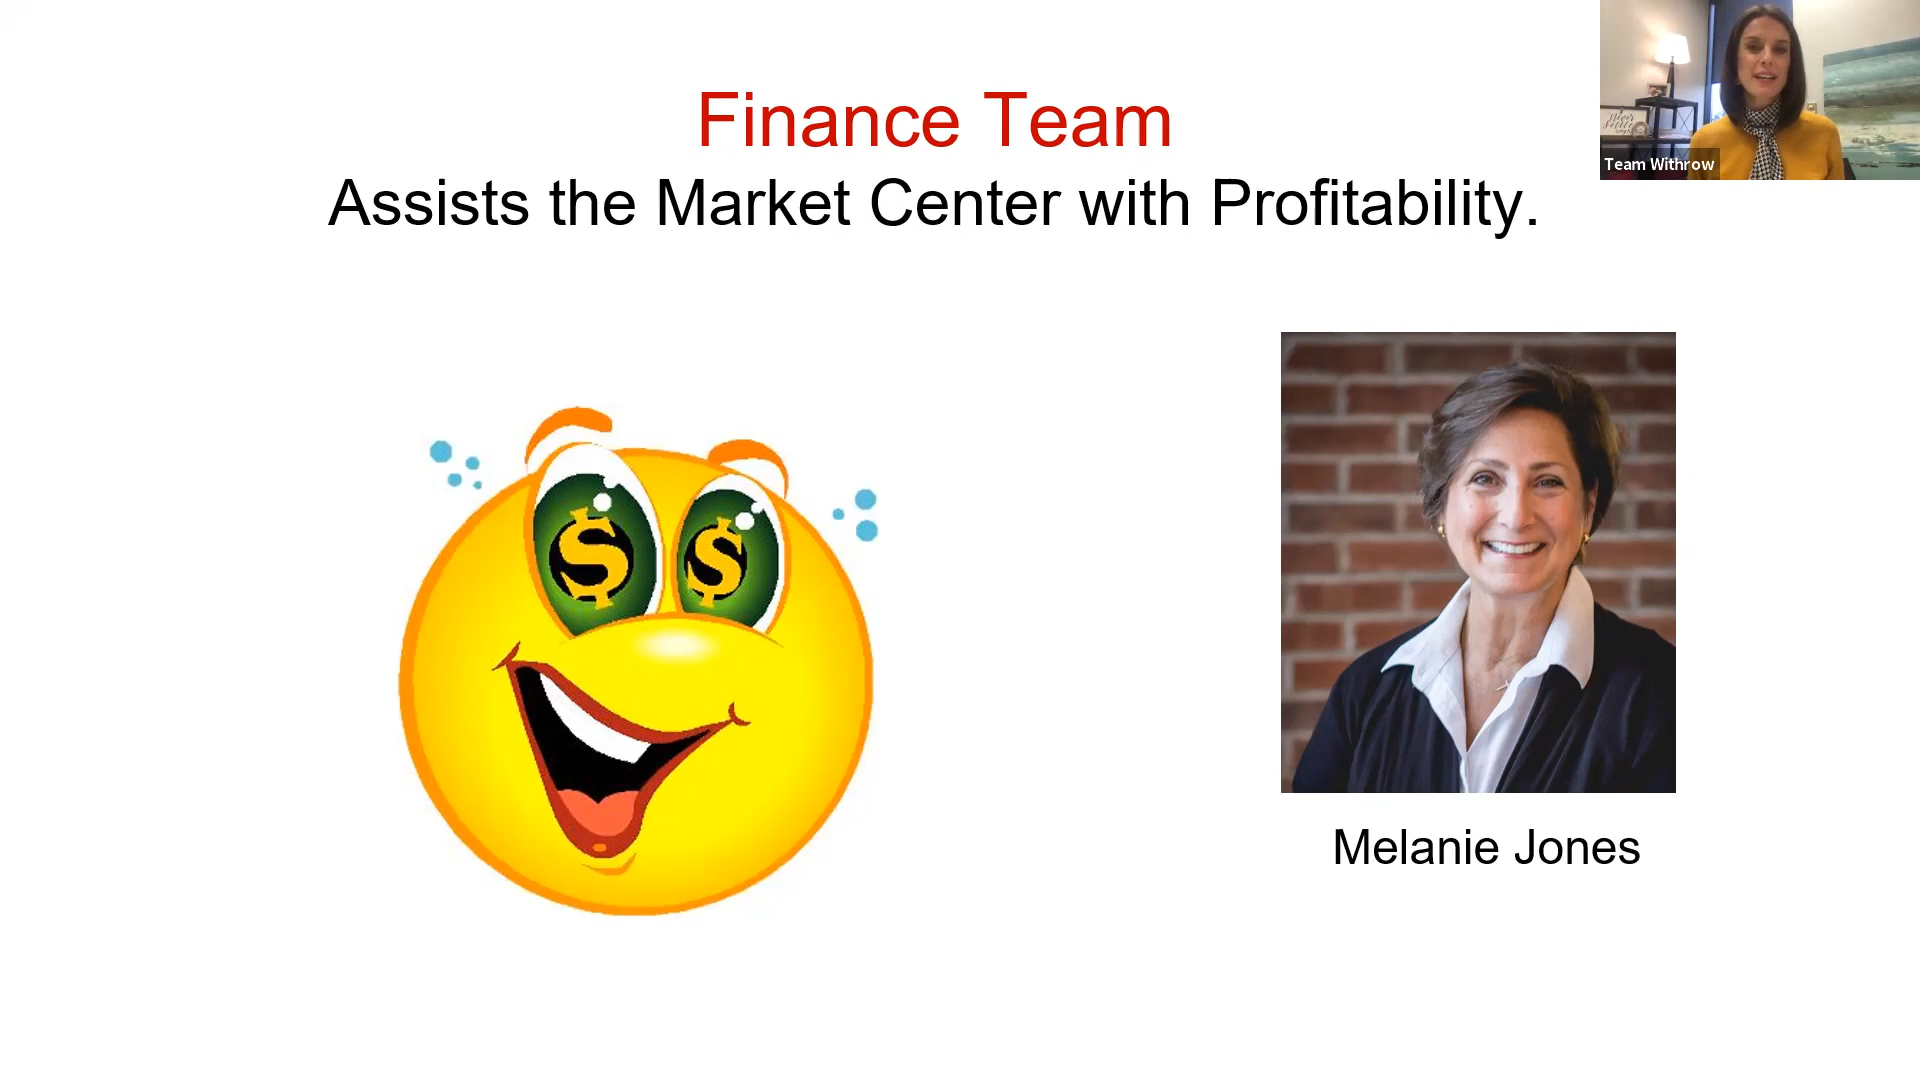 Finance Team
Assists the Market Center with Profitability.
Team Withrow
$ $
Melanie Jones